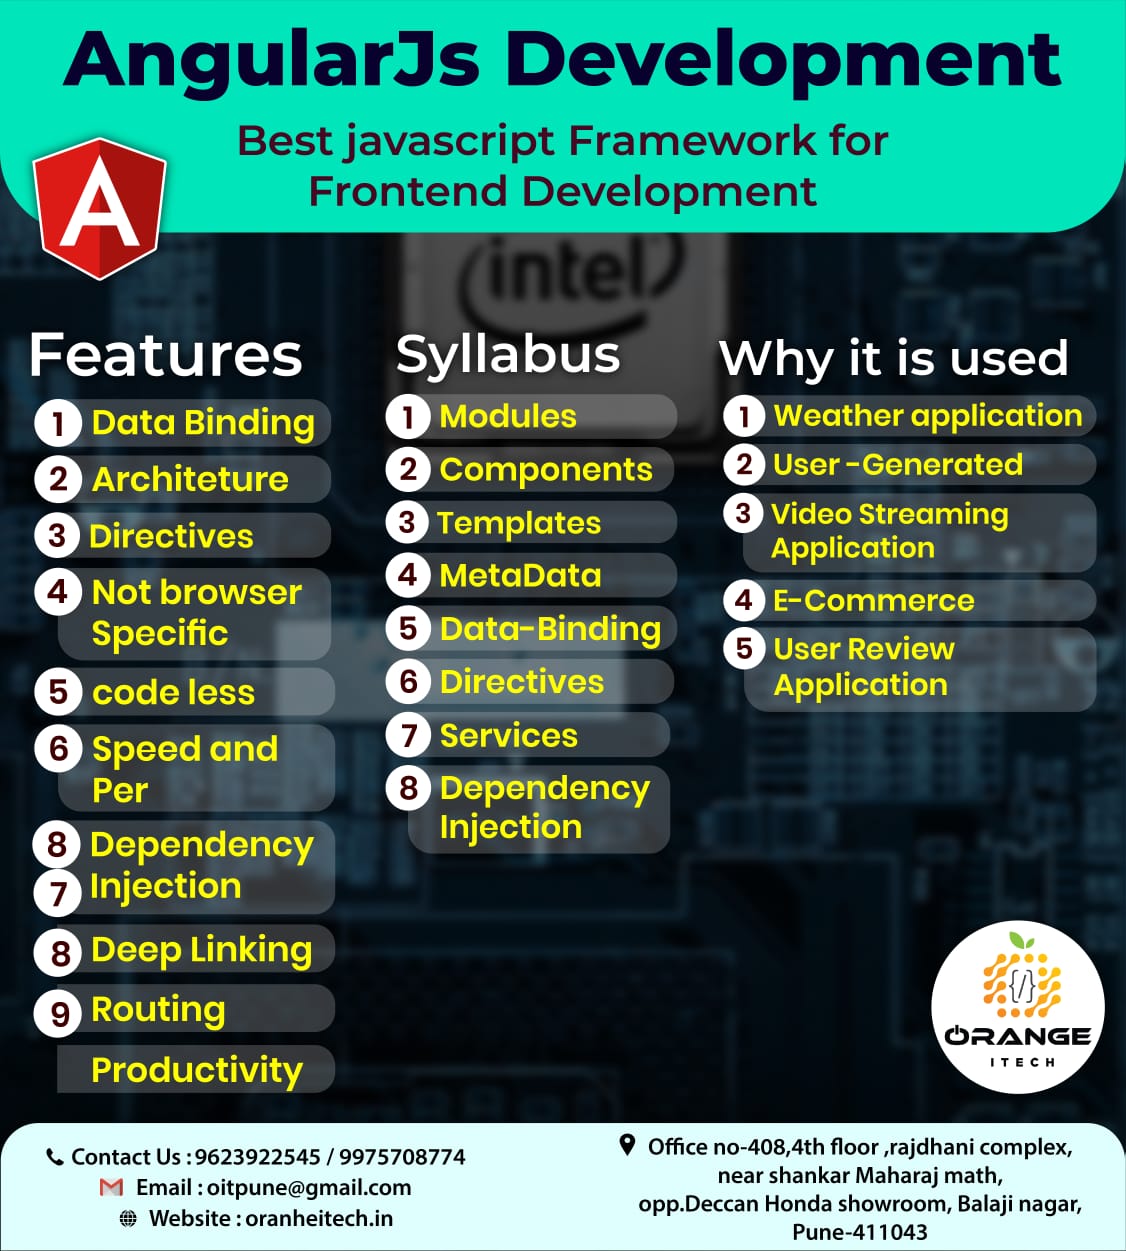 AngularJs Development
Best javascript Framework for
Frontend Development
A
intel
Features
1 Data Binding
2 Architeture
3 Directives
4 Not browser
Specific
5 code less
6 Speed and
Per
8 Dependency
7 Injection
8 Deep Linking
9 Routing
Productivity
Syllabus
1 Modules
2 Components
3 Templates
4 MetaData
5 Data-Binding
6 Directives
7 Services
8 Dependency
Injection
Why it is used
1 Weather application
2 User -Generated
3 Video Streaming
Application
4 E-Commerce
5 User Review
Application
{/}
ORANGE
ITECH
Contact Us : 9623922545 / 9975708774
Email : oitpune@gmail.com
Website : oranheitech.in
Office no-408,4th floor ,rajdhani complex,
near shankar Maharaj math,
opp.Deccan Honda showroom, Balaji nagar,
Pune-411043